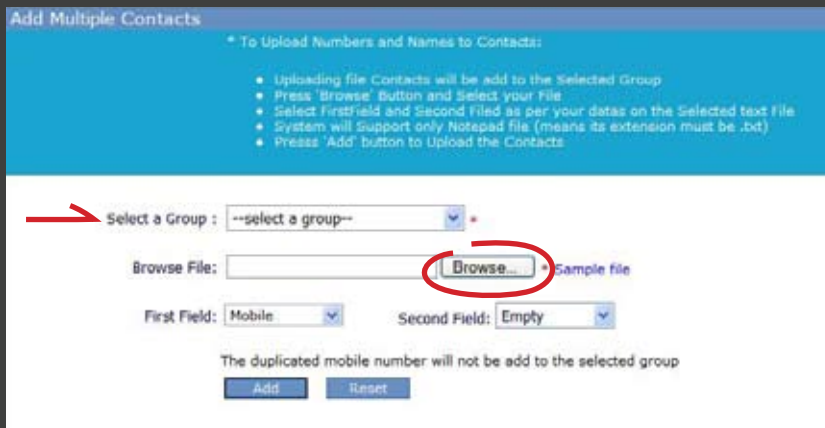 Add Multiple Contacts
* To Upload Numbers and Names to Contacts:
• Uploading file Contacts will be add to the Selected Group
• Press 'Browse' Button and Select your File
• Select FirstField and Second Filed as per your datas on the Selected text File
• System will Support only Notepad file (means its extension must be .txt)
• Presss 'Add' button to Upload the Contacts
Select a Group : --select a group-- *
Browse File: Browse... * Sample file
First Field: Mobile Second Field: Empty
The duplicated mobile number will not be add to the selected group
Add Reset